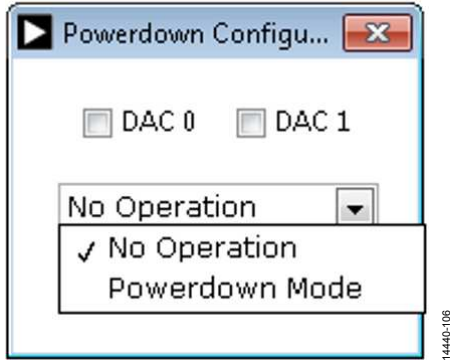 Powerdown Configu...
DAC 0 DAC 1
No Operation
✓ No Operation
Powerdown Mode
14440-106